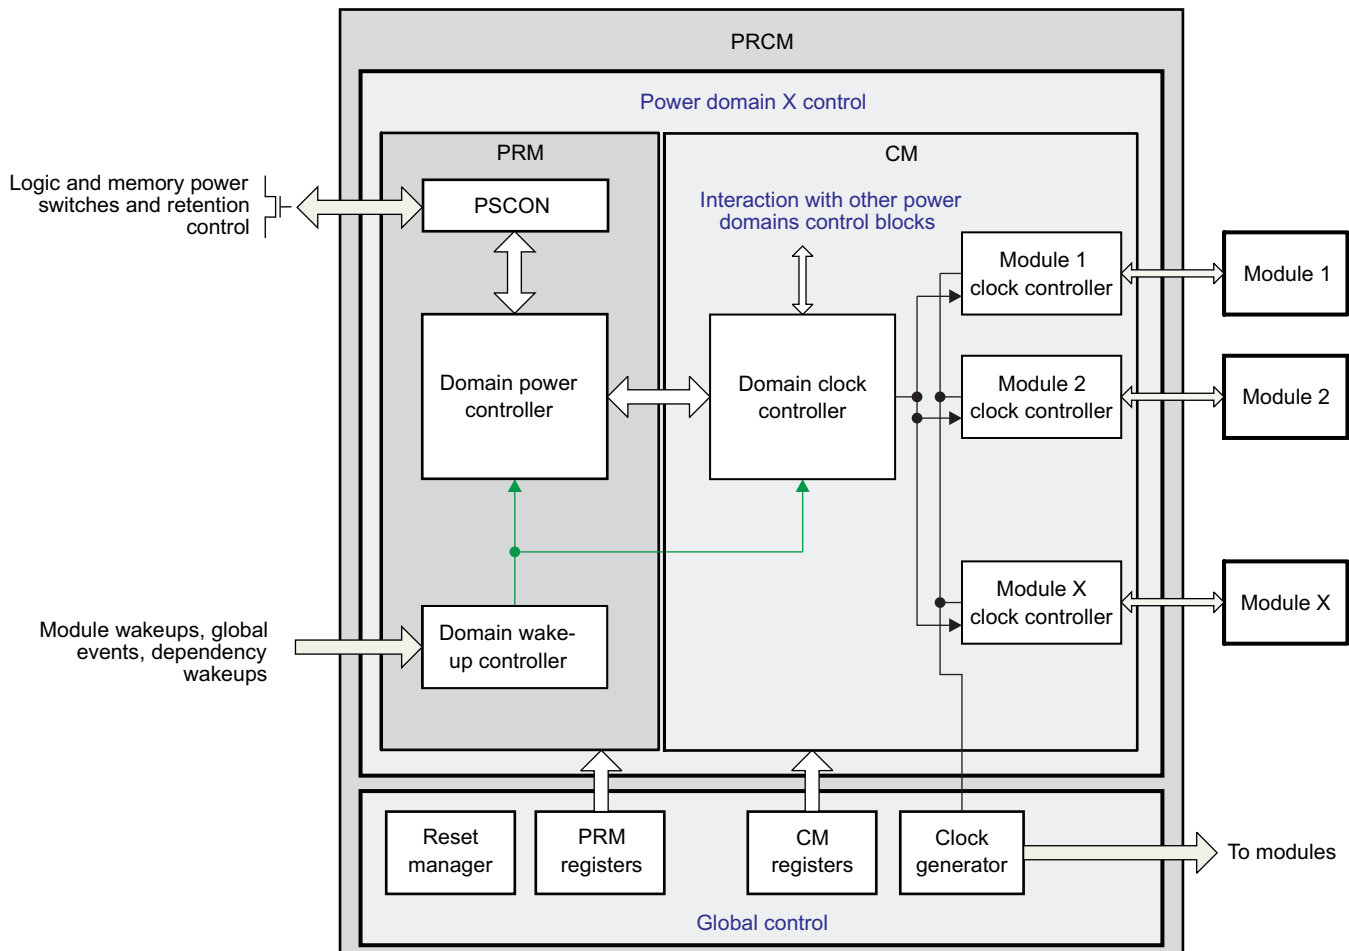 PRCM
Power domain X control
PRM
CM
Logic and memory power
switches and retention
control
PSCON
Interaction with other power
domains control blocks
Module 1
clock controller
Module 1
Domain power
controller
Domain clock
controller
Module 2
clock controller
Module 2
Module X
clock controller
Module X
Module wakeups, global
events, dependency
wakeups
Domain wake-
up controller
Reset
manager
PRM
registers
CM
registers
Clock
generator
To modules
Global control